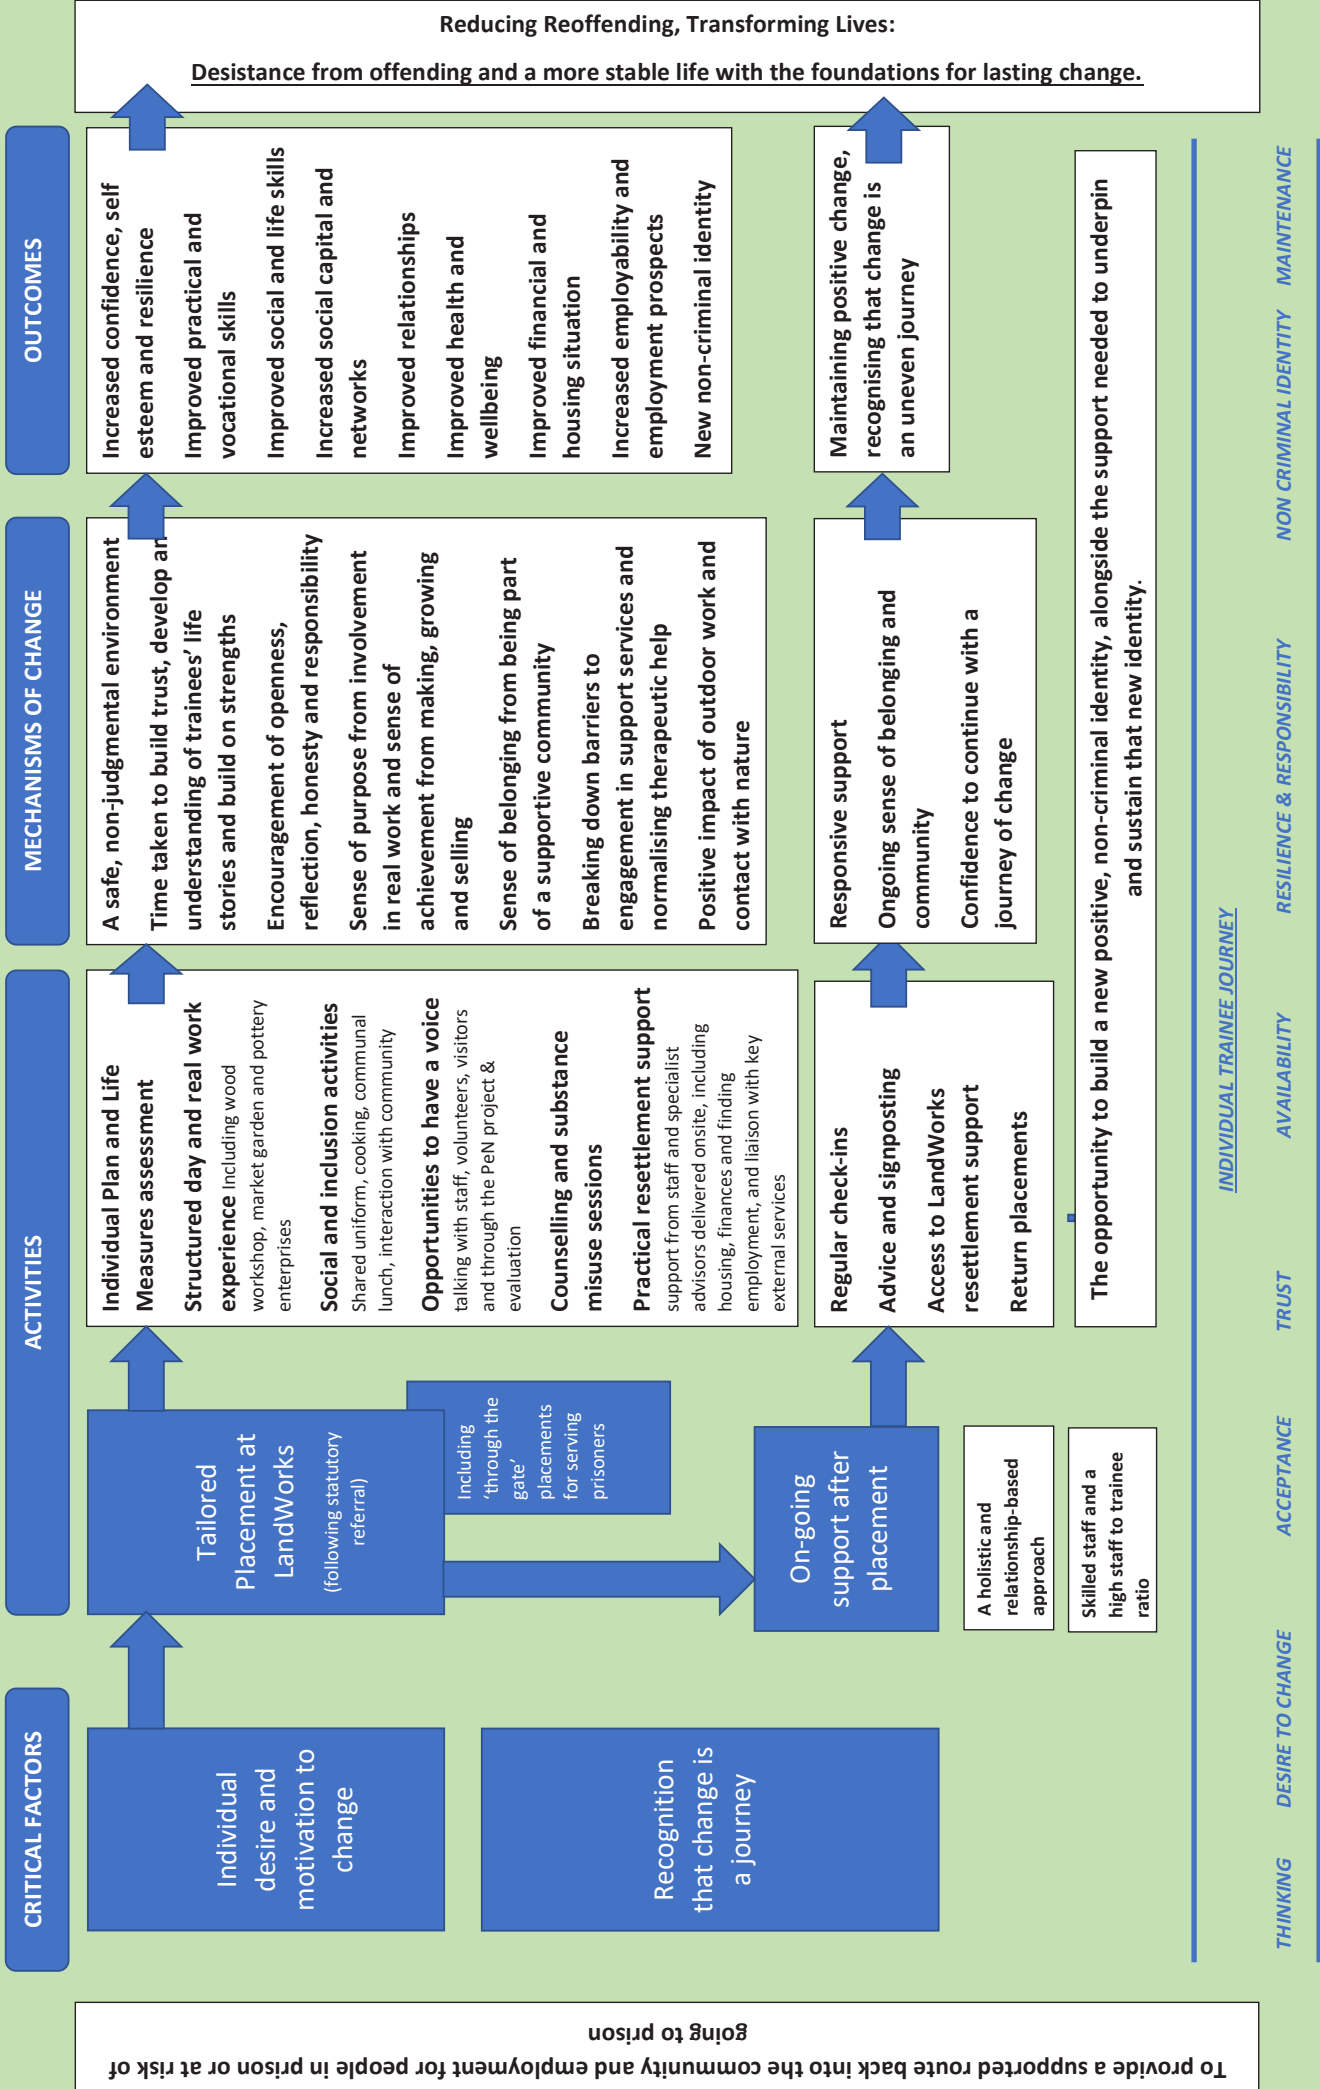 To provide a supported route back into the community and employment for people in prison or at risk of
going to prison
CRITICAL FACTORS
Individual
desire and
motivation to
change
Recognition
that change is
a journey
ACTIVITIES
Tailored
Placement at
LandWorks
(following statutory
referral)
Including
‘through the
gate’
placements
for serving
prisoners
On-going
support after
placement
A holistic and
relationship-based
approach
Skilled staff and a
high staff to trainee
ratio
Individual Plan and Life
Measures assessment
Structured day and real work
experience Including wood
workshop, market garden and pottery
enterprises
Social and inclusion activities
Shared uniform, cooking, communal
lunch, interaction with community
Opportunities to have a voice
talking with staff, volunteers, visitors
and through the PeN project &
evaluation
Counselling and substance
misuse sessions
Practical resettlement support
support from staff and specialist
advisors delivered onsite, including
housing, finances and finding
employment, and liaison with key
external services
Regular check-ins
Advice and signposting
Access to LandWorks
resettlement support
Return placements
MECHANISMS OF CHANGE
A safe, non-judgmental environment
Time taken to build trust, develop an
understanding of trainees’ life
stories and build on strengths
Encouragement of openness,
reflection, honesty and responsibility
Sense of purpose from involvement
in real work and sense of
achievement from making, growing
and selling
Sense of belonging from being part
of a supportive community
Breaking down barriers to
engagement in support services and
normalising therapeutic help
Positive impact of outdoor work and
contact with nature
Responsive support
Ongoing sense of belonging and
community
Confidence to continue with a
journey of change
OUTCOMES
Increased confidence, self
esteem and resilience
Improved practical and
vocational skills
Improved social and life skills
Increased social capital and
networks
Improved relationships
Improved health and
wellbeing
Improved financial and
housing situation
Increased employability and
employment prospects
New non-criminal identity
Maintaining positive change,
recognising that change is
an uneven journey
The opportunity to build a new positive, non-criminal identity, alongside the support needed to underpin
and sustain that new identity.
Reducing Reoffending, Transforming Lives:
Desistance from offending and a more stable life with the foundations for lasting change.
INDIVIDUAL TRAINEE JOURNEY
THINKING DESIRE TO CHANGE ACCEPTANCE TRUST AVAILABILITY RESILIENCE & RESPONSIBILITY NON CRIMINAL IDENTITY MAINTENANCE